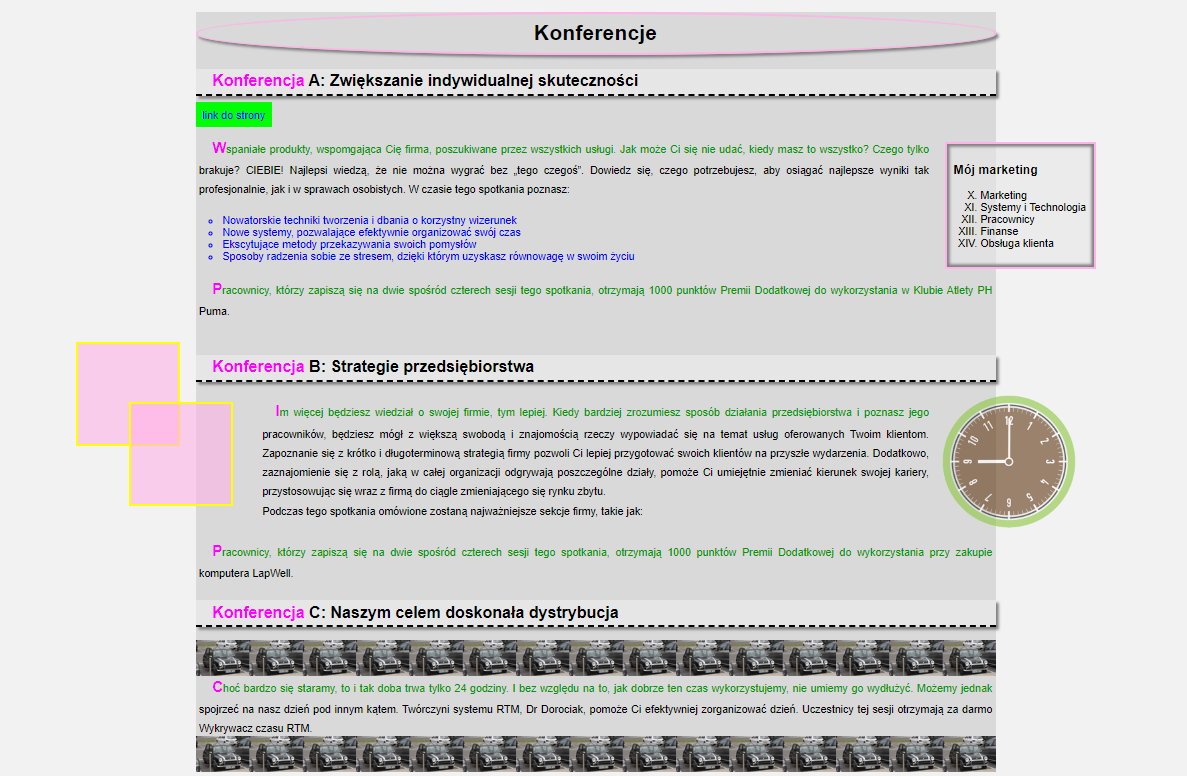 Konferencje
Konferencja A: Zwiększanie indywidualnej skuteczności
link do strony
Wspaniałe produkty, wspomgająca Cię firma, poszukiwane przez wszystkich usługi. Jak może Ci się nie udać, kiedy masz to wszystko? Czego tylko
brakuje? CIEBIE! Najlepsi wiedzą, że nie można wygrać bez „tego czegoś”. Dowiedz się, czego potrzebujesz, aby osiągać najlepsze wyniki tak
profesjonalnie, jak i w sprawach osobistych. W czasie tego spotkania poznasz:
Mój marketing
X. Marketing
XI. Systemy i Technologia
XII. Pracownicy
XIII. Finanse
XIV. Obsługa klienta
Nowatorskie techniki tworzenia i dbania o korzystny wizerunek
Nowe systemy, pozwalające efektywnie organizować swój czas
Ekscytujące metody przekazywania swoich pomysłów
Sposoby radzenia sobie ze stresem, dzięki którym uzyskasz równowagę w swoim życiu
Pracownicy, którzy zapiszą się na dwie spośród czterech sesji tego spotkania, otrzymają 1000 punktów Premii Dodatkowej do wykorzystania w Klubie Atlety PH
Puma.
Konferencja B: Strategie przedsiębiorstwa
Im więcej będziesz wiedział o swojej firmie, tym lepiej. Kiedy bardziej zrozumiesz sposób działania przedsiębiorstwa i poznasz jego
pracowników, będziesz mógł z większą swobodą i znajomością rzeczy wypowiadać się na temat usług oferowanych Twoim klientom.
Zapoznanie się z krótko i długoterminową strategią firmy pozwoli Ci lepiej przygotować swoich klientów na przyszłe wydarzenia. Dodatkowo,
zaznajomienie się z rolą, jaką w całej organizacji odgrywają poszczególne działy, pomoże Ci umiejętnie zmieniać kierunek swojej kariery,
przystosowując się wraz z firmą do ciągle zmieniającego się rynku zbytu.
Podczas tego spotkania omówione zostaną najważniejsze sekcje firmy, takie jak:
12
1
2
3
4
5
6
7
8
9
10
11
Pracownicy, którzy zapiszą się na dwie spośród czterech sesji tego spotkania, otrzymają 1000 punktów Premii Dodatkowej do wykorzystania przy zakupie
komputera LapWell.
Konferencja C: Naszym celem doskonała dystrybucja
Choć bardzo się staramy, to i tak doba trwa tylko 24 godziny. I bez względu na to, jak dobrze ten czas wykorzystujemy, nie umiemy go wydłużyć. Możemy jednak
spojrzeć na nasz dzień pod innym kątem. Twórczyni systemu RTM, Dr Dorociak, pomoże Ci efektywniej zorganizować dzień. Uczestnicy tej sesji otrzymają za darmo
Wykrywacz czasu RTM.